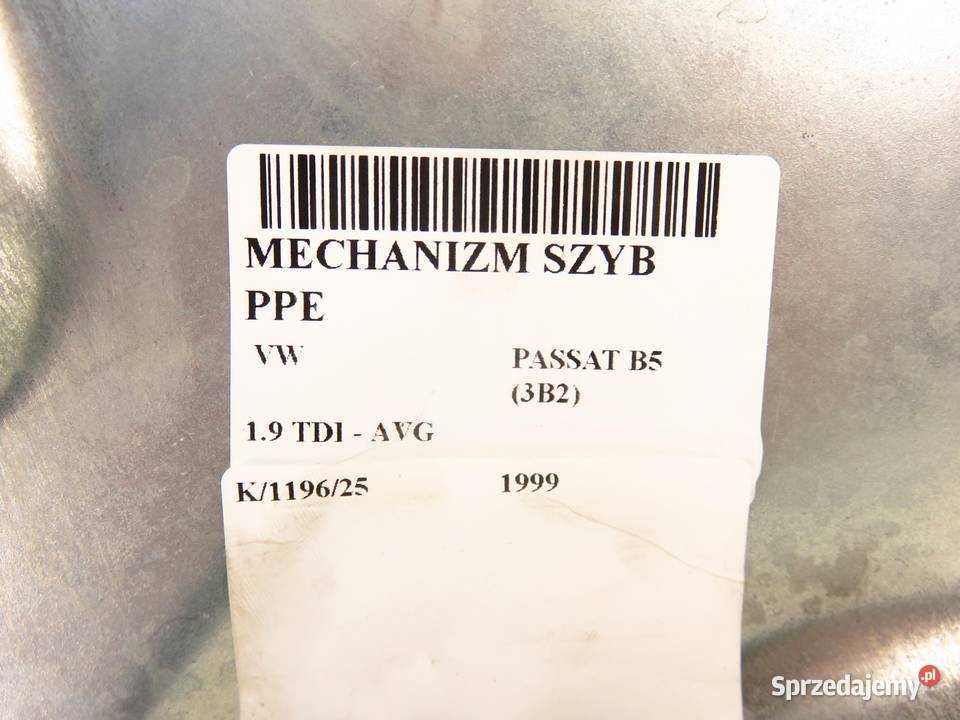 MECHANIZM SZYB
PPE
VW PASSAT B5
(3B2)
1.9 TDI - AVG
K/1196/25 1999
Sprzedajemy.pl